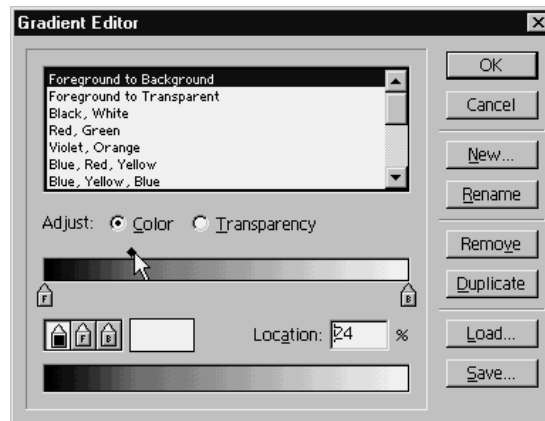 Gradient Editor
Foreground to Background
Foreground to Transparent
Black, White
Red, Green
Violet, Orange
Blue, Red, Yellow
Blue, Yellow, Blue
Adjust: Color Transparency
F B
F B Location: 24 %
OK
Cancel
New...
Rename
Remove
Duplicate
Load...
Save...